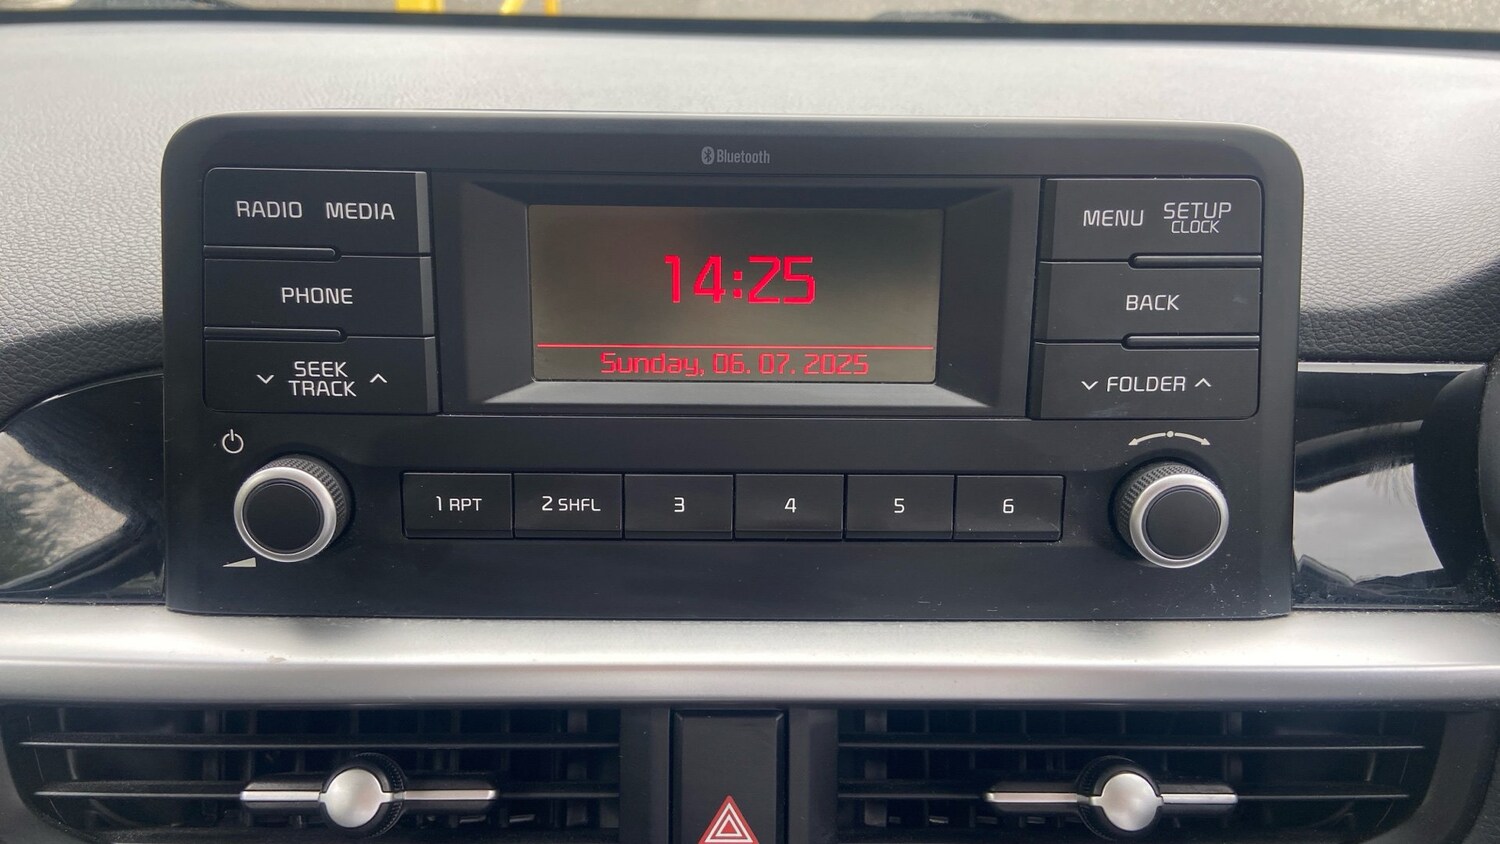 Bluetooth
RADIO MEDIA
PHONE
SEEK
TRACK
14:25
Sunday, 06. 07. 2025
MENU SETUP
CLOCK
BACK
FOLDER
1 RPT 2 SHFL 3 4 5 6